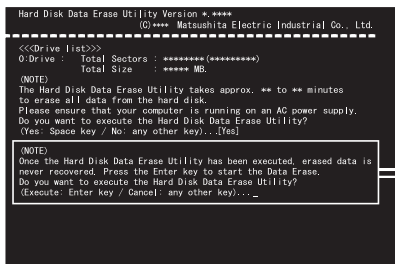 Hard Disk Data Erase Utility Version *.****
(C)**** Matsushita Electric Industrial Co., Ltd.
<<<Drive list>>>
0:Drive : Total Sectors : ********(*********)
Total Size : ***** MB.
(NOTE)
The Hard Disk Data Erase Utility takes approx. ** to ** minutes
to erase all data from the hard disk.
Please ensure that your computer is running on an AC power supply.
Do you want to execute the Hard Disk Data Erase Utility?
(Yes: Space key / No: any other key)...[Yes]
(NOTE)
Once the Hard Disk Data Erase Utility has been executed, erased data is
never recovered. Press the Enter key to start the Data Erase.
Do you want to execute the Hard Disk Data Erase Utility?
(Execute: Enter key / Cancel: any other key)..._